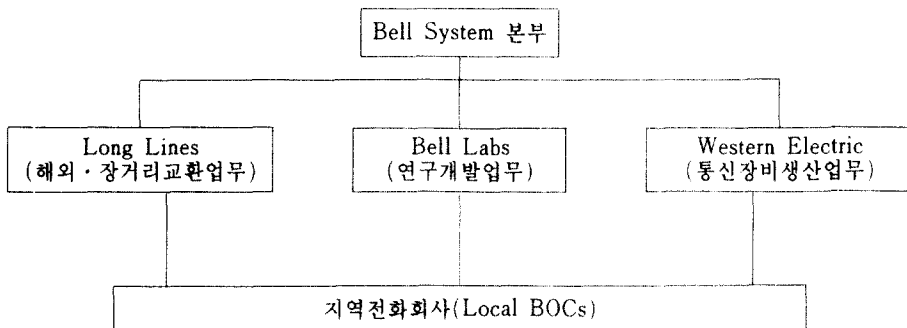 Bell System 본부
Long Lines
(해외·장거리교환업무)
Bell Labs
(연구개발업무)
Western Electric
(통신장비생산업무)
지역전화회사(Local BOCs)